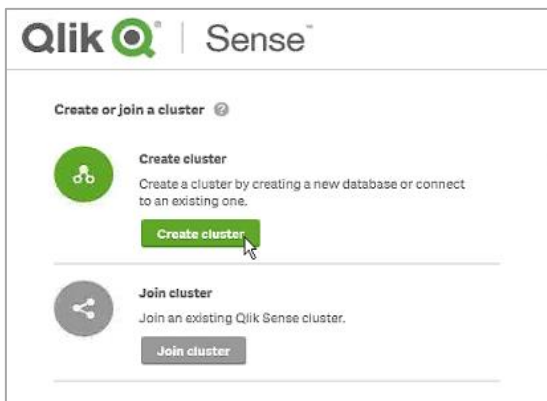 Qlik Q® | Sense™
Create or join a cluster ?
Create cluster
Create a cluster by creating a new database or connect
to an existing one.
Create cluster
Join cluster
Join an existing Qlik Sense cluster.
Join cluster